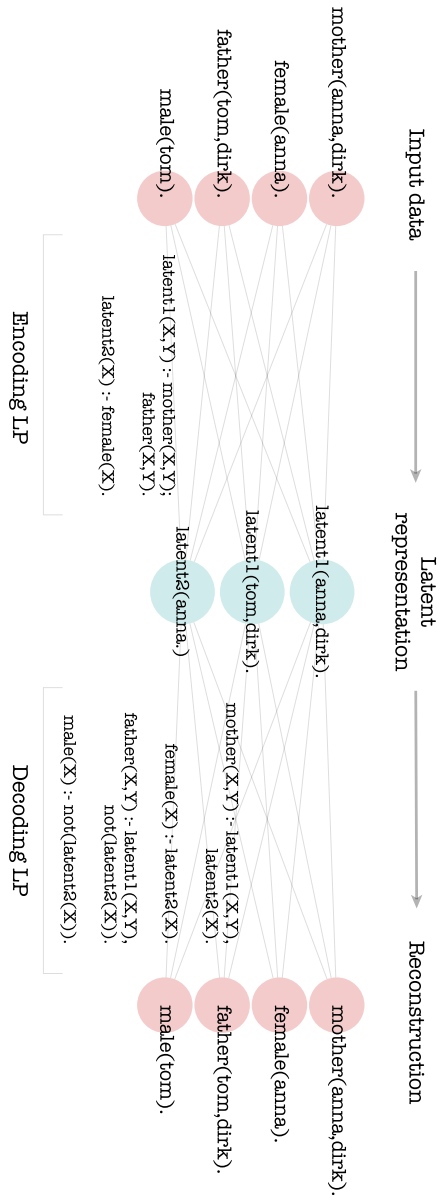 Input data
Latent
representation
Reconstruction
mother(anna,dirk).
female(anna).
father(tom,dirk).
male(tom).
latent1(X,Y) :- mother(X,Y);
father(X,Y).
latent2(X) :- female(X).
Encoding LP
latent1(anna,dirk).
latent1(tom,dirk).
latent2(anna.)
mother(X,Y) :- latent1(X,Y),
latent2(X).
female(X) :- latent2(X).
father(X,Y) :- latent1(X,Y),
not(latent2(X)).
male(X) :- not(latent2(X)).
Decoding LP
mother(anna,dirk).
female(anna).
father(tom,dirk).
male(tom).